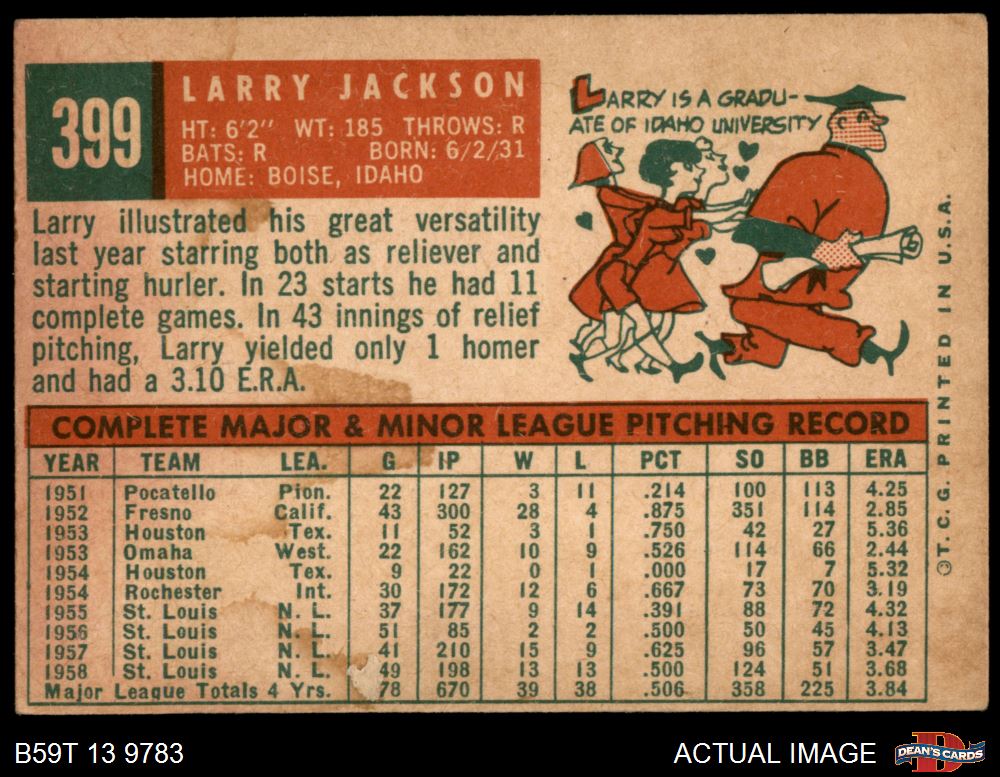 399
LARRY JACKSON
HT: 6'2" WT: 185 THROWS: R
BATS: R BORN: 6/2/31
HOME: BOISE, IDAHO
LARRY IS A GRADU-
ATE OF IDAHO UNIVERSITY
Larry illustrated his great versatility
last year starring both as reliever and
starting hurler. In 23 starts he had 11
complete games. In 43 innings of relief
pitching, Larry yielded only 1 homer
and had a 3.10 E.R.A.
COMPLETE MAJOR & MINOR LEAGUE PITCHING RECORD
YEAR TEAM LEA. G IP W L PCT SO BB ERA
1951 Pocatello Pion. 22 127 3 11 .214 100 113 4.25
1952 Fresno Calif. 43 300 28 4 .875 351 114 2.85
1953 Houston Tex. 11 52 3 1 .750 42 27 5.36
1953 Omaha West. 22 162 10 9 .526 114 66 2.44
1954 Houston Tex. 9 22 0 1 .000 17 7 5.32
1954 Rochester Int. 30 172 12 6 .667 73 70 3.19
1955 St. Louis N. L. 37 177 9 14 .391 88 72 4.32
1956 St. Louis N. L. 51 85 2 2 .500 50 45 4.13
1957 St. Louis N. L. 41 210 15 9 .625 96 57 3.47
1958 St. Louis N. L. 49 198 13 13 .500 124 51 3.68
Major League Totals 4 Yrs. 78 670 39 38 .506 358 225 3.84
©T. C. G. PRINTED IN U.S.A.
B59T 13 9783
ACTUAL IMAGE
DEAN'S CARDS